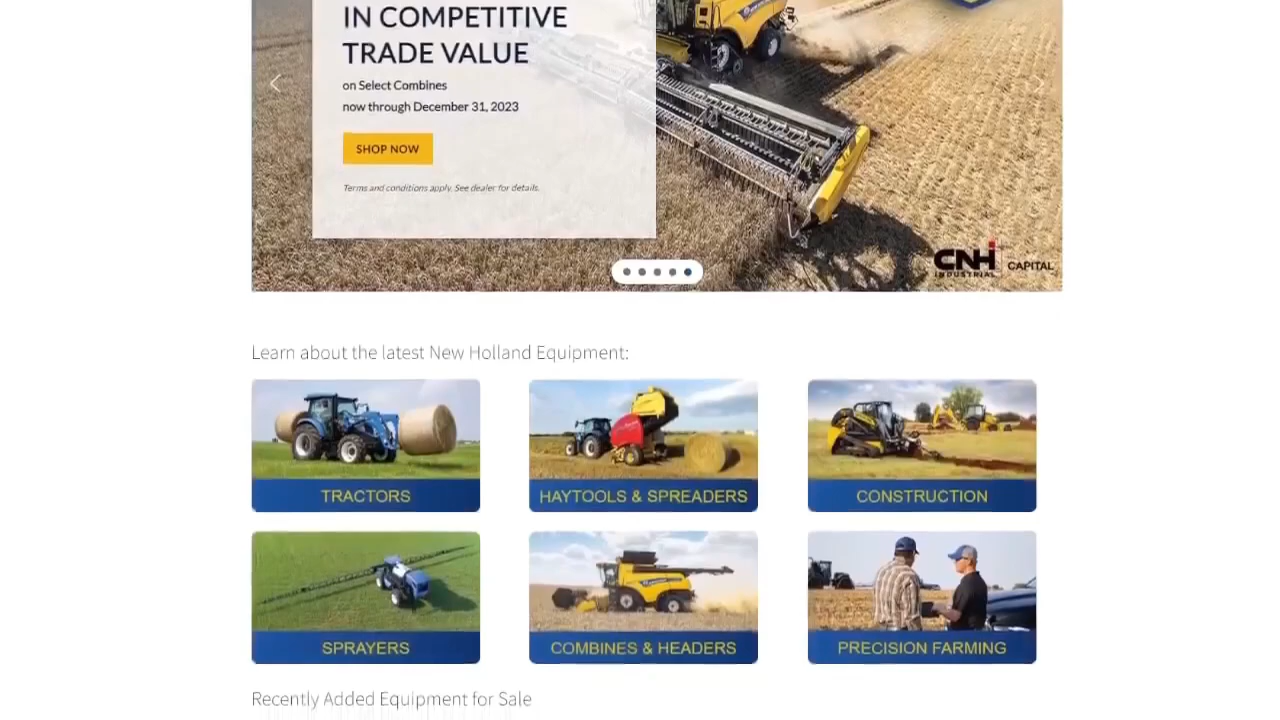 IN COMPETITIVE
TRADE VALUE
on Select Combines
now through December 31, 2023
SHOP NOW
Terms and conditions apply. See dealer for details.
CNH
INDUSTRIAL
CAPITAL
Learn about the latest New Holland Equipment:
TRACTORS
HAYTOOLS & SPREADERS
CONSTRUCTION
SPRAYERS
COMBINES & HEADERS
PRECISION FARMING
Recently Added Equipment for Sale